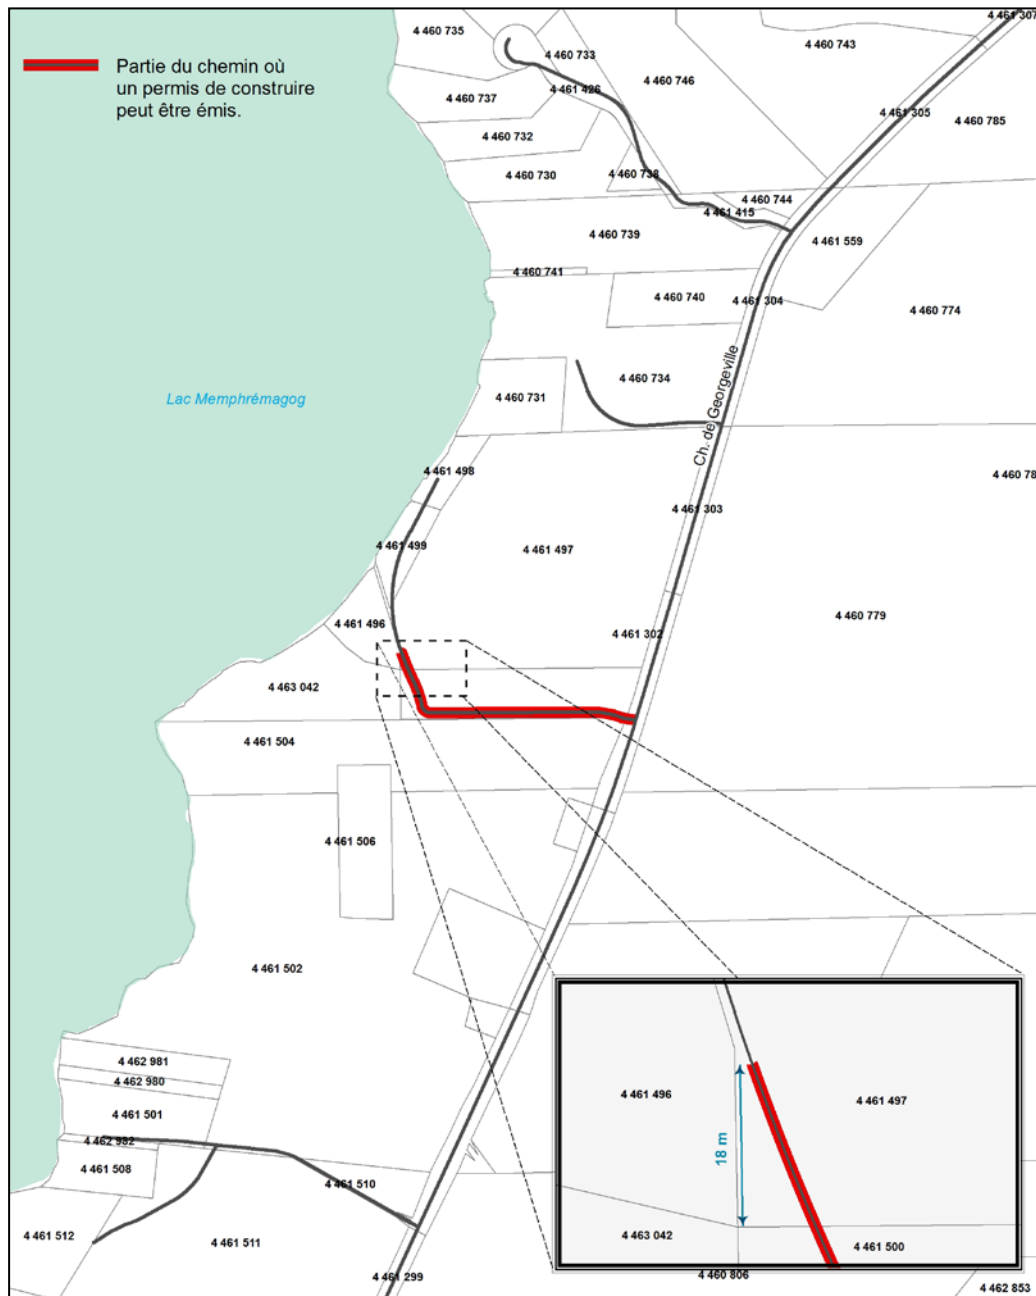 4 461 307
4 460 735
4 460 733
4 460 743
Partie du chemin où
un permis de construire
peut être émis.
4 460 746
4 461 426
4 460 737
4 461 305
4 460 785
4 460 732
4 460 730
4 460 738
4 460 744
4 461 415
4 460 739
4 461 559
4 460 741
4 460 740
4 461 304
4 460 774
Ch. de Georgeville
4 460 734
Lac Memphrémagog
4 460 731
4 461 498
4 460 78
4 461 303
4 461 499
4 461 497
4 460 779
4 461 496
4 461 302
4 463 042
4 461 504
4 461 506
4 461 502
4 462 981
4 462 980
4 461 501
4 462 982
4 461 508
4 461 510
4 461 512
4 461 511
4 461 299
4 461 496
4 461 497
18 m
4 463 042
4 461 500
4 460 806
4 462 853